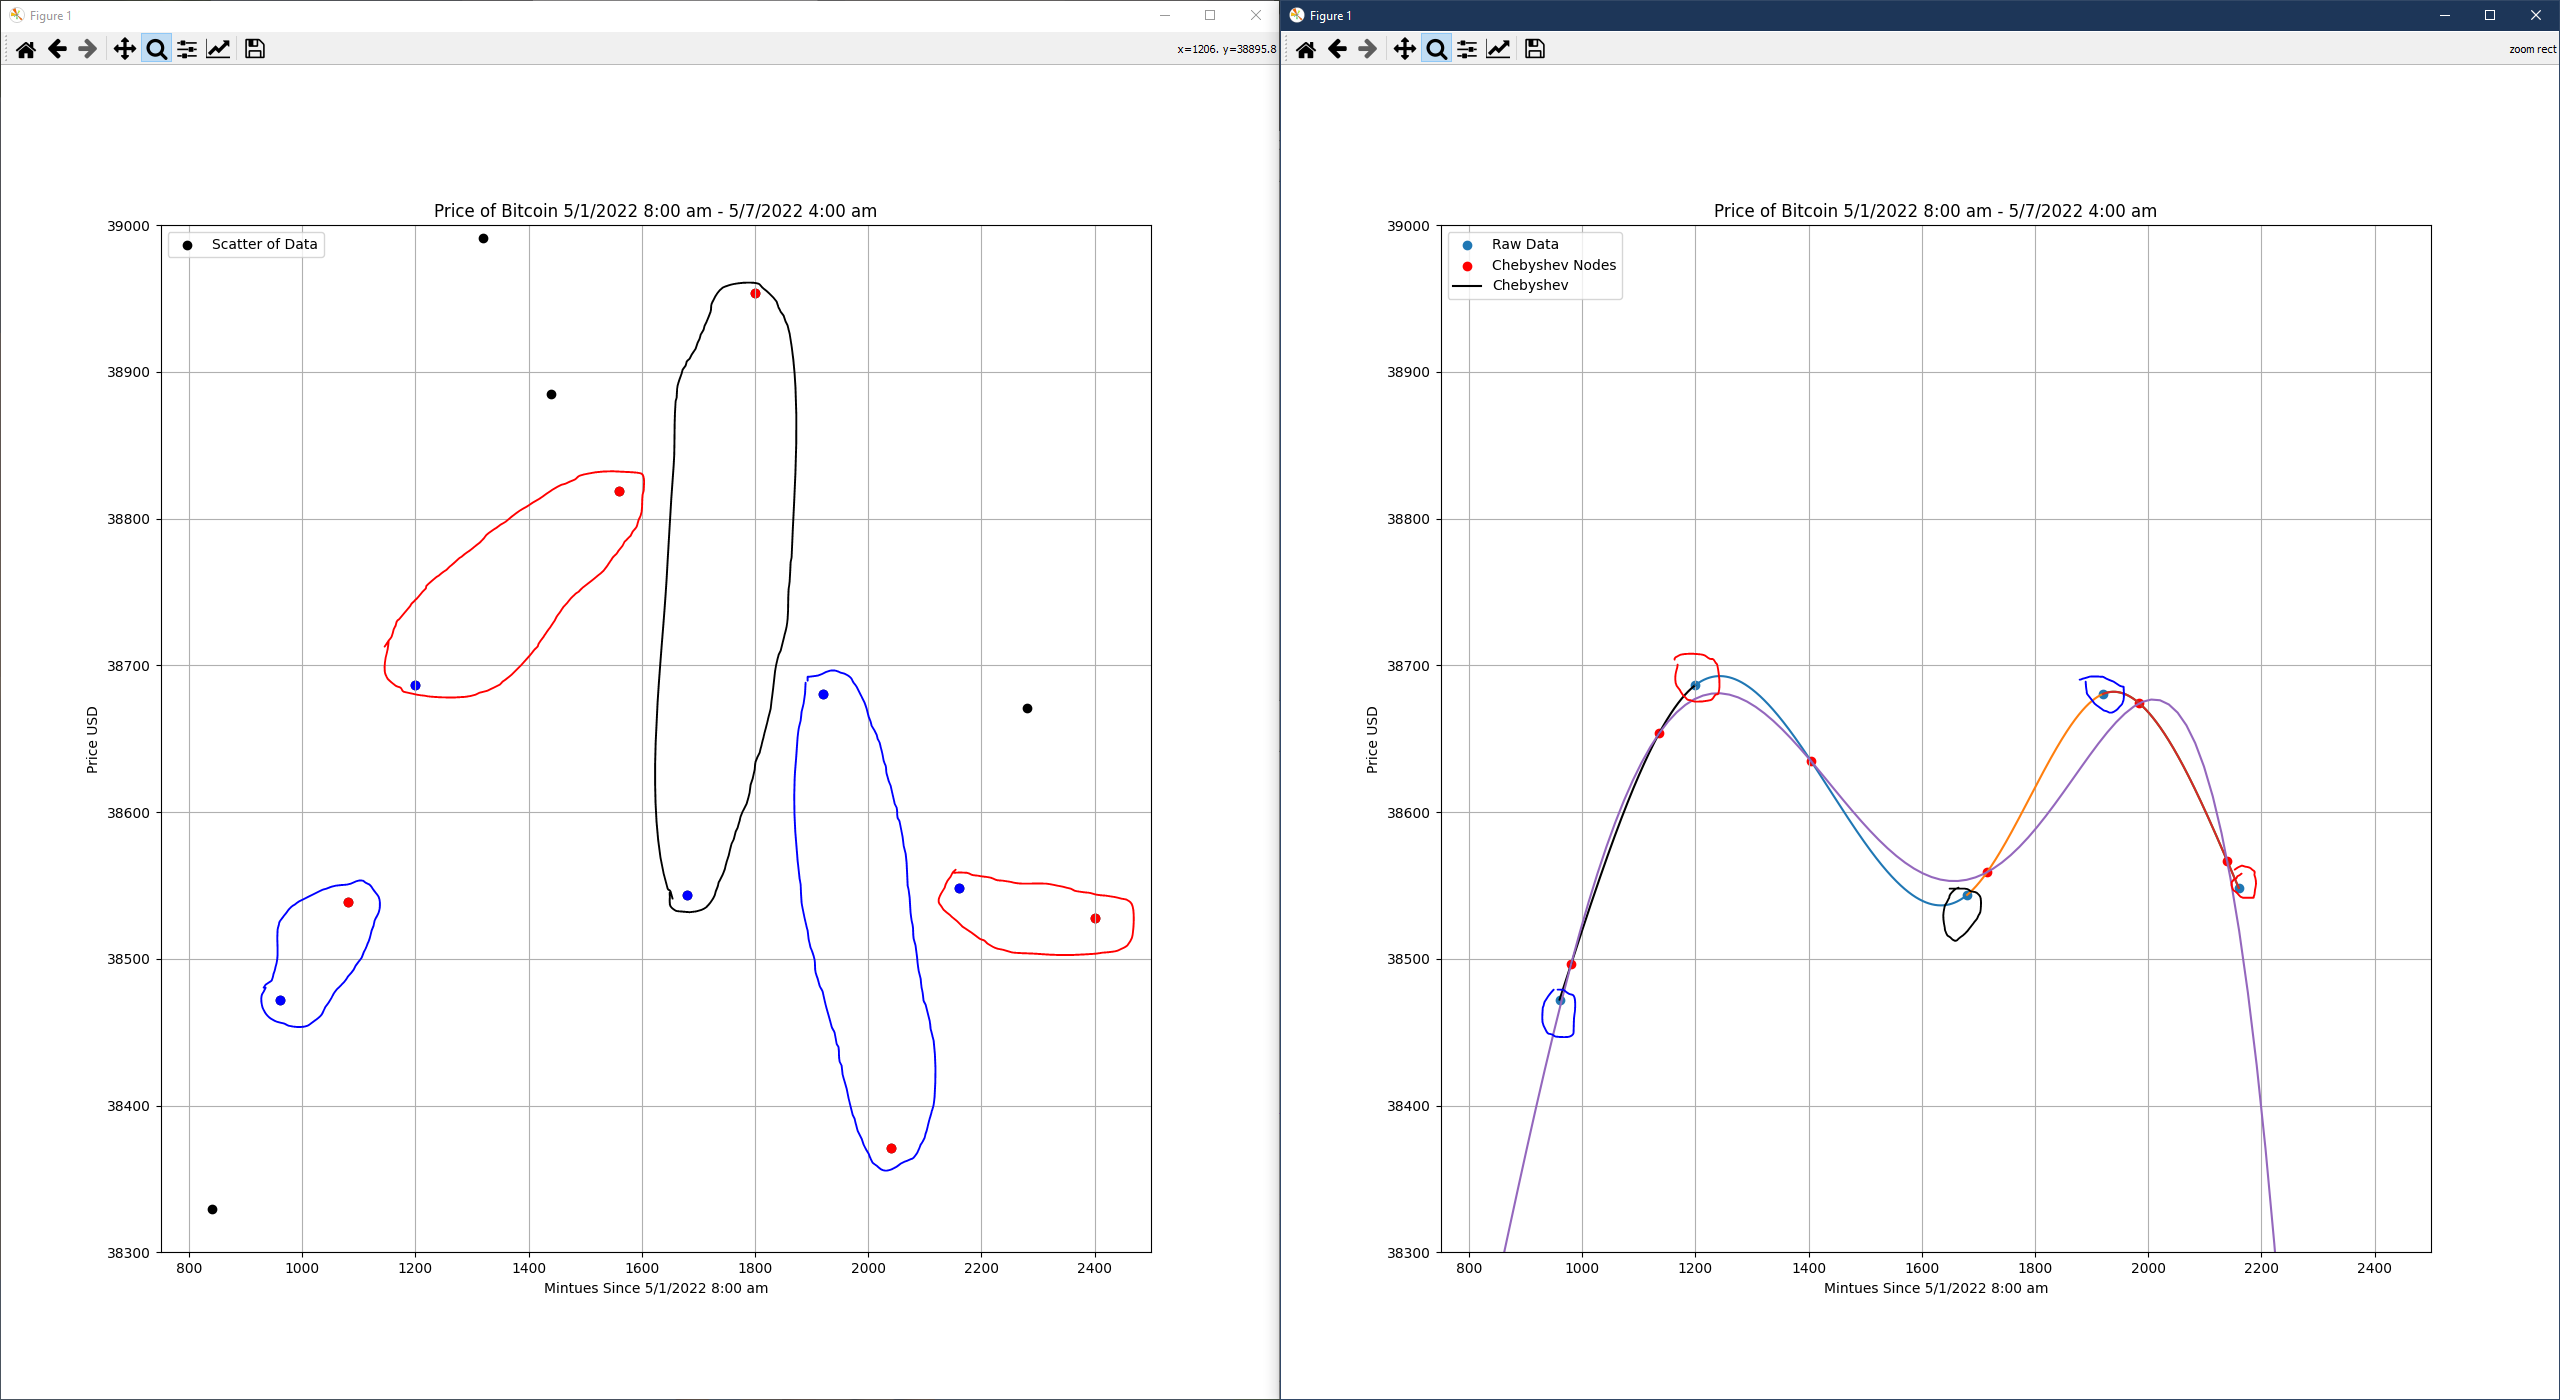 Figure 1
x=1206. y=38895.8
Price of Bitcoin 5/1/2022 8:00 am - 5/7/2022 4:00 am
Scatter of Data
39000
38900
38800
38700
38600
38500
38400
38300
Price USD
800 1000 1200 1400 1600 1800 2000 2200 2400
Mintues Since 5/1/2022 8:00 am
Figure 1
zoom rect
Price of Bitcoin 5/1/2022 8:00 am - 5/7/2022 4:00 am
Raw Data
Chebyshev Nodes
Chebyshev
39000
38900
38800
38700
38600
38500
38400
38300
Price USD
800 1000 1200 1400 1600 1800 2000 2200 2400
Mintues Since 5/1/2022 8:00 am